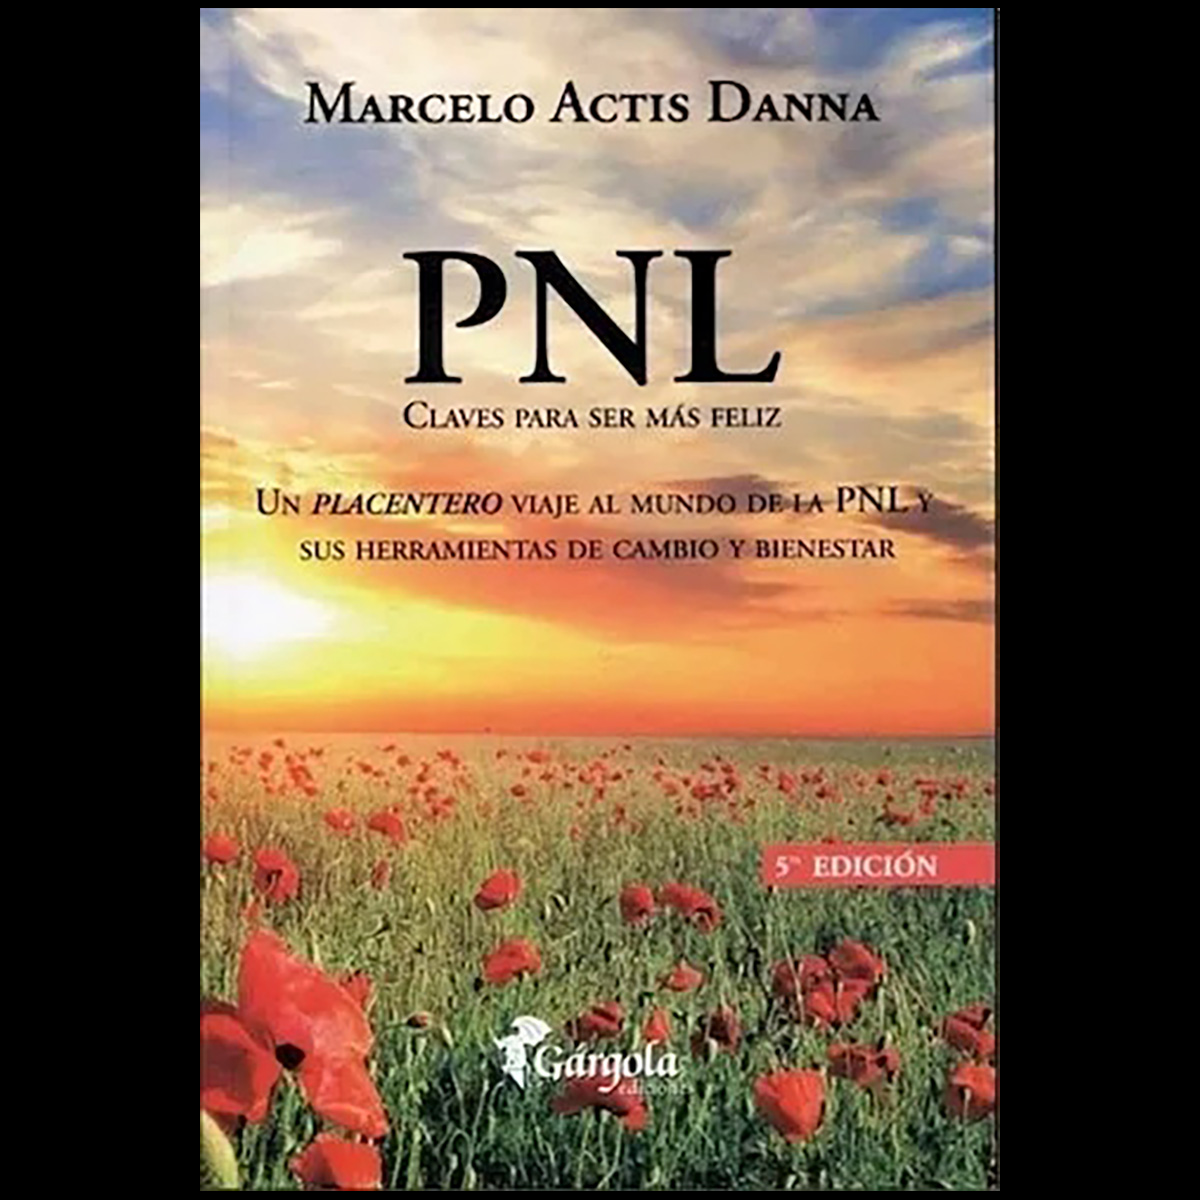 MARCELO ACTIS DANNA
PNL
CLAVES PARA SER MÁS FELIZ
UN PLACENTERO VIAJE AL MUNDO DE LA PNL Y
SUS HERRAMIENTAS DE CAMBIO Y BIENESTAR
5ta EDICIÓN
Gárgola
ediciones